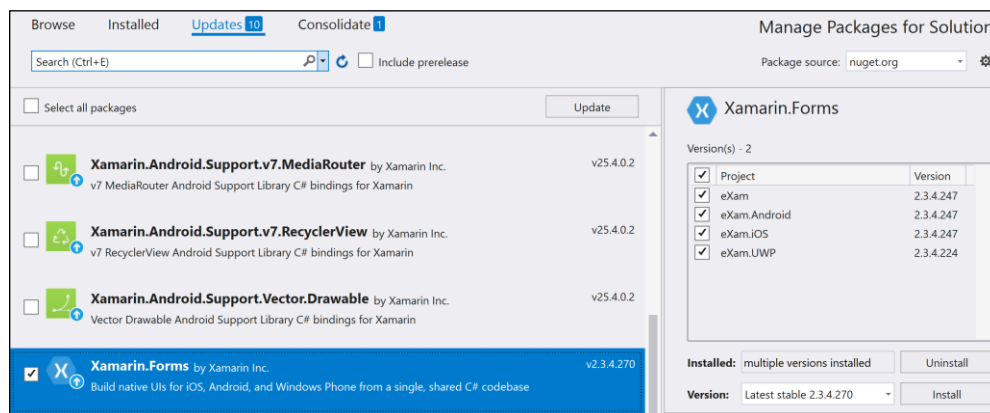 Browse Installed Updates 10 Consolidate 1 Manage Packages for Solution
Search (Ctrl+E) Include prerelease Package source: nuget.org
Select all packages Update
Xamarin.Forms
Version(s) - 2
Xamarin.Android.Support.v7.MediaRouter by Xamarin Inc. v25.4.0.2
v7 MediaRouter Android Support Library C# bindings for Xamarin
Xamarin.Android.Support.v7.RecyclerView by Xamarin Inc. v25.4.0.2
v7 RecyclerView Android Support Library C# bindings for Xamarin
Xamarin.Android.Support.Vector.Drawable by Xamarin Inc. v25.4.0.2
Vector Drawable Android Support Library C# bindings for Xamarin
Xamarin.Forms by Xamarin Inc. v2.3.4.270
Build native UIs for iOS, Android, and Windows Phone from a single, shared C# codebase
Project Version
eXam 2.3.4.247
eXam.Android 2.3.4.247
eXam.iOS 2.3.4.247
eXam.UWP 2.3.4.224
Installed: multiple versions installed Uninstall
Version: Latest stable 2.3.4.270 Install